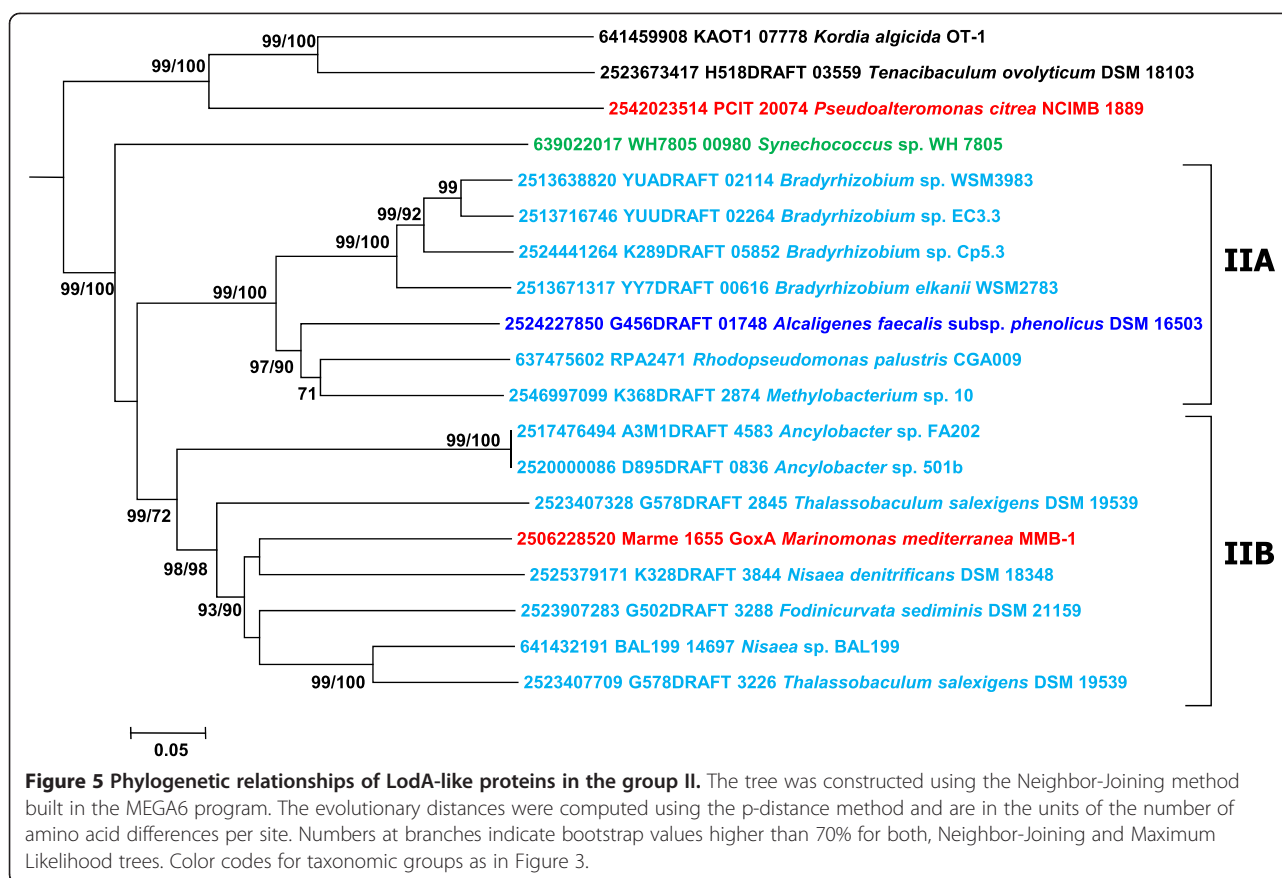 99/100
641459908 KAOT1 07778 Kordia algicida OT-1
99/100
2523673417 H518DRAFT 03559 Tenacibaculum ovolyticum DSM 18103
2542023514 PCIT 20074 Pseudoalteromonas citrea NCIMB 1889
639022017 WH7805 00980 Synechococcus sp. WH 7805
99
2513638820 YUADRAFT 02114 Bradyrhizobium sp. WSM3983
99/92
2513716746 YUUDRAFT 02264 Bradyrhizobium sp. EC3.3
99/100
2524441264 K289DRAFT 05852 Bradyrhizobium sp. Cp5.3
IIA
99/100
99/100
2513671317 YY7DRAFT 00616 Bradyrhizobium elkanii WSM2783
2524227850 G456DRAFT 01748 Alcaligenes faecalis subsp. phenolicus DSM 16503
97/90
637475602 RPA2471 Rhodopseudomonas palustris CGA009
71
2546997099 K368DRAFT 2874 Methylobacterium sp. 10
99/100
2517476494 A3M1DRAFT 4583 Ancylobacter sp. FA202
2520000086 D895DRAFT 0836 Ancylobacter sp. 501b
99/72
2523407328 G578DRAFT 2845 Thalassobaculum salexigens DSM 19539
2506228520 Marme 1655 GoxA Marinomonas mediterranea MMB-1
IIB
98/98
2525379171 K328DRAFT 3844 Nisaea denitrificans DSM 18348
93/90
2523907283 G502DRAFT 3288 Fodinicurvata sediminis DSM 21159
641432191 BAL199 14697 Nisaea sp. BAL199
99/100
2523407709 G578DRAFT 3226 Thalassobaculum salexigens DSM 19539
0.05
Figure 5 Phylogenetic relationships of LodA-like proteins in the group II. The tree was constructed using the Neighbor-Joining method
built in the MEGA6 program. The evolutionary distances were computed using the p-distance method and are in the units of the number of
amino acid differences per site. Numbers at branches indicate bootstrap values higher than 70% for both, Neighbor-Joining and Maximum
Likelihood trees. Color codes for taxonomic groups as in Figure 3.